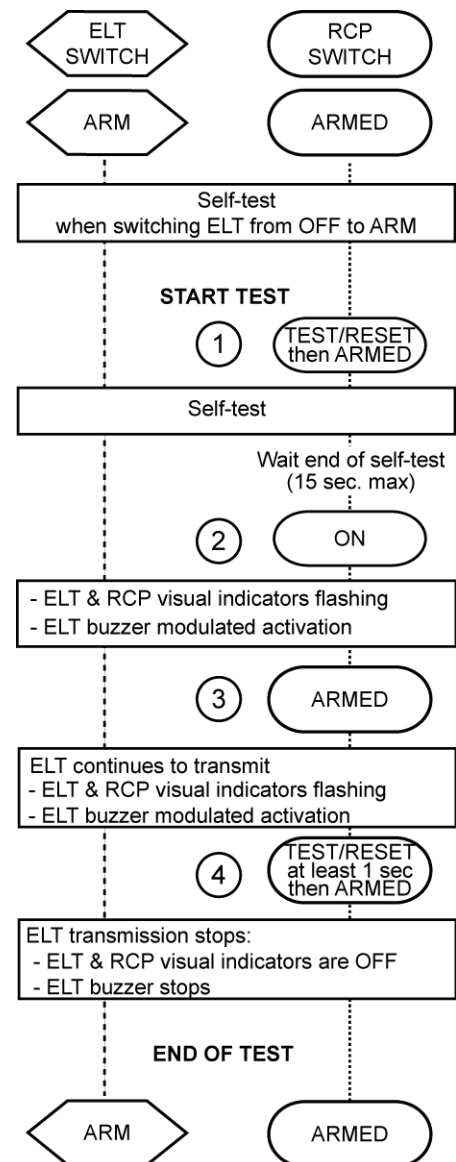 ELT
SWITCH
RCP
SWITCH
ARM
ARMED
Self-test
when switching ELT from OFF to ARM
START TEST
1
TEST/RESET
then ARMED
Self-test
Wait end of self-test
(15 sec. max)
2
ON
- ELT & RCP visual indicators flashing
- ELT buzzer modulated activation
3
ARMED
ELT continues to transmit
- ELT & RCP visual indicators flashing
- ELT buzzer modulated activation
4
TEST/RESET
at least 1 sec
then ARMED
ELT transmission stops:
- ELT & RCP visual indicators are OFF
- ELT buzzer stops
END OF TEST
ARM
ARMED